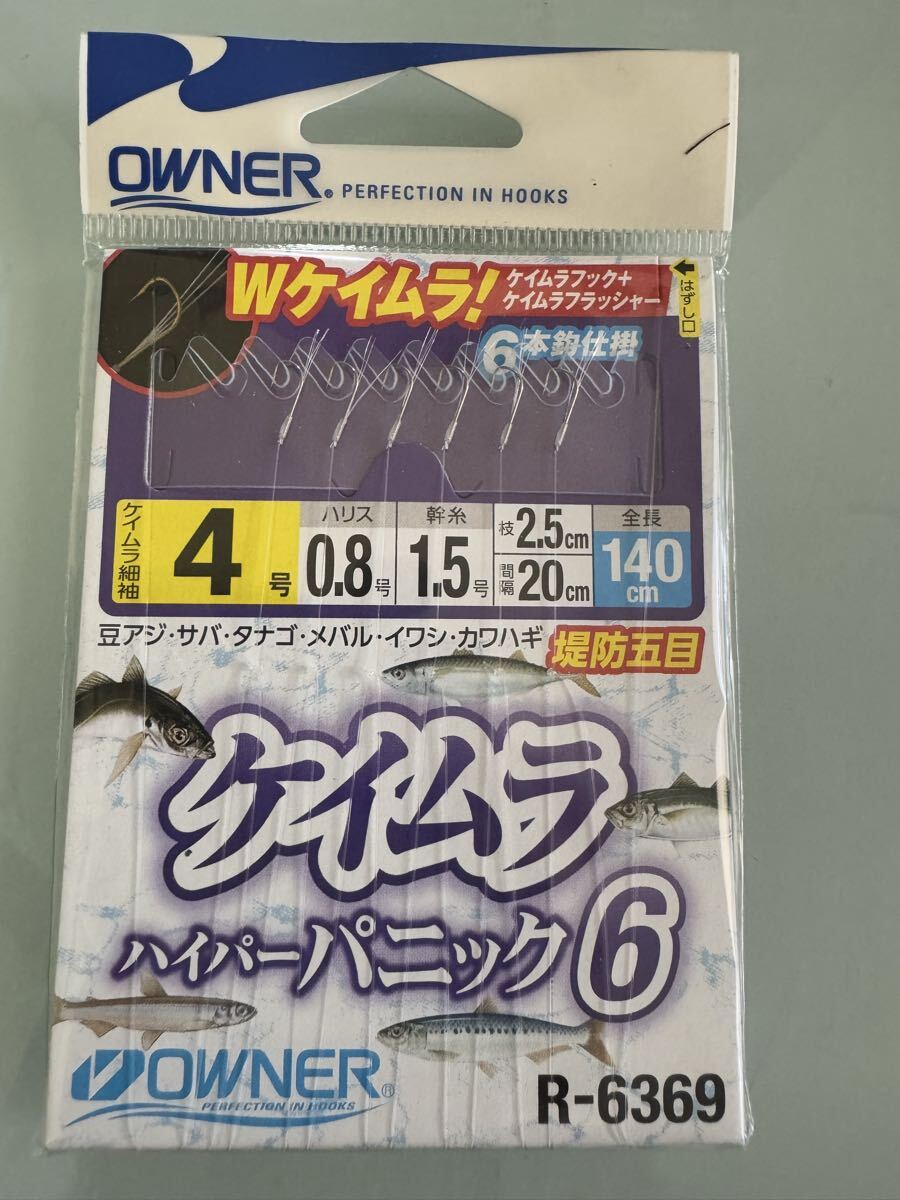 OWNER® PERFECTION IN HOOKS
Wケイムラ!
ケイムラフック+
ケイムラフラッシャー
はずし口
6本鈎仕掛
ケイムラ細袖
4号
ハリス
0.8号
幹糸
1.5号
枝 2.5cm
間隔 20cm
全長
140cm
豆アジ・サバ・タナゴ・メバル・イワシ・カワハギ
堤防五目
ケイムラ
ハイパーパニック6
OWNER®
PERFECTION IN HOOKS
R-6369